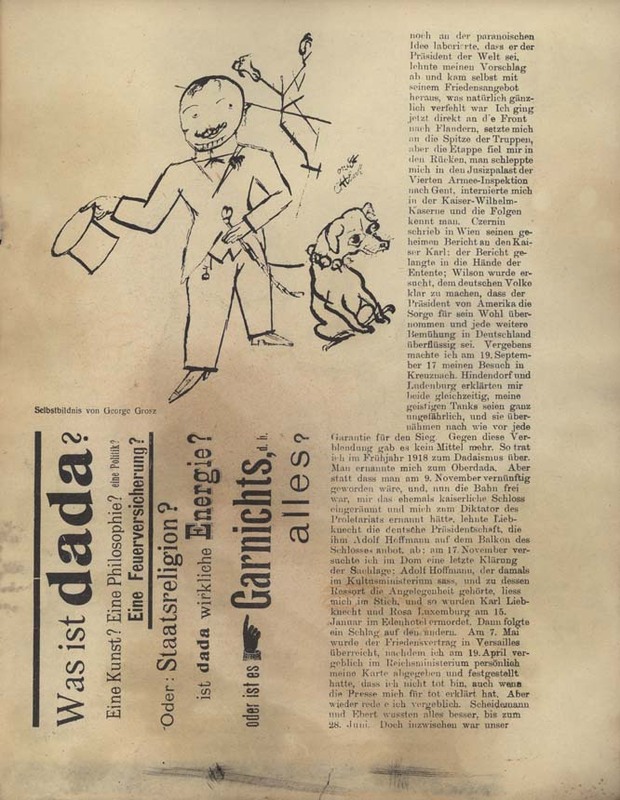 Selbstbildnis von George Grosz
Was ist dada?
Eine Kunst? Eine Philosophie? eine Politik?
Eine Feuerversicherung?
Oder: Staatsreligion?
ist dada wirkliche Energie?
oder ist es ☛ Garnichts, d. h.
alles?
noch an der paranoischen
Idee laborierte, dass er der
Präsident der Welt sei,
lehnte meinen Vorschlag
ab und kam selbst mit
seinem Friedensangebot
heraus, was natürlich gänz-
lich verfehlt war Ich ging
jetzt direkt an die Front
nach Flandern, setzte mich
an die Spitze der Truppen,
aber die Etappe fiel mir in
den Rücken, man schleppte
mich in den Jusizpalast der
Vierten Armee-Inspektion
nach Gent, internierte mich
in der Kaiser-Wilhelm-
Kaserne und die Folgen
kennt man. Czernin
schrieb in Wien seinen ge-
heimen Bericht an den Kai-
ser Karl: der Bericht ge-
langte in die Hände der
Entente; Wilson wurde er-
sucht, dem deutschen Volke
klar zu machen, dass der
Präsident von Amerika die
Sorge für sein Wohl über-
nommen und jede weitere
Bemühung in Deutschland
überflüssig sei. Vergebens
machte ich am 19. Septem-
ber 17 meinen Besuch in
Kreuznach. Hindendorf und
Ludenburg erklärten mir
beide gleichzeitig, meine
geistigen Tanks seien ganz
ungefährlich, und sie über-
nähmen nach wie vor jede
Garantie für den Sieg. Gegen diese Ver-
blendung gab es kein Mittel mehr. So trat
ich im Frühjahr 1918 zum Dadaismus über.
Man ernannte mich zum Oberdada. Aber
statt dass man am 9. November vernünftig
geworden wäre, und, nun die Bahn frei
war, mir das ehemals kaiserliche Schloss
eingeräumt und mich zum Diktator des
Proletariats ernannt hätte, lehnte Lieb-
knecht die deutsche Präsidentschaft, die
ihm Adolf Hoffmann auf dem Balkon des
Schlosses anbot, ab; am 17. November ver-
suchte ich im Dom eine letzte Klärung
der Sachlage; Adolf Hoffmann, der damals
im Kultusministerium sass, und zu dessen
Ressort die Angelegenheit gehörte, liess
mich im Stich, und so wurden Karl Lieb-
knecht und Rosa Luxemburg am 15.
Januar im Edenhotel ermordet. Dann folgte
ein Schlag auf den andern. Am 7. Mai
wurde der Friedensvertrag in Versailles
überreicht, nachdem ich am 19. April ver-
geblich im Reichsministerium persönlich
meine Karte abgegeben und festgestellt
hatte, dass ich nicht tot bin, auch wenn
die Presse mich für tot erklärt hat. Aber
wieder rede ich vergeblich. Scheidemann
und Ebert wussten alles besser, bis zum
28. Juni. Doch inzwischen war unser